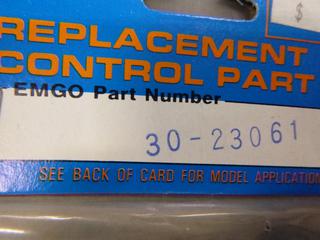 $
REPLACEMENT
CONTROL PART
EMGO Part Number
30-23061
SEE BACK OF CARD FOR MODEL APPLICATION